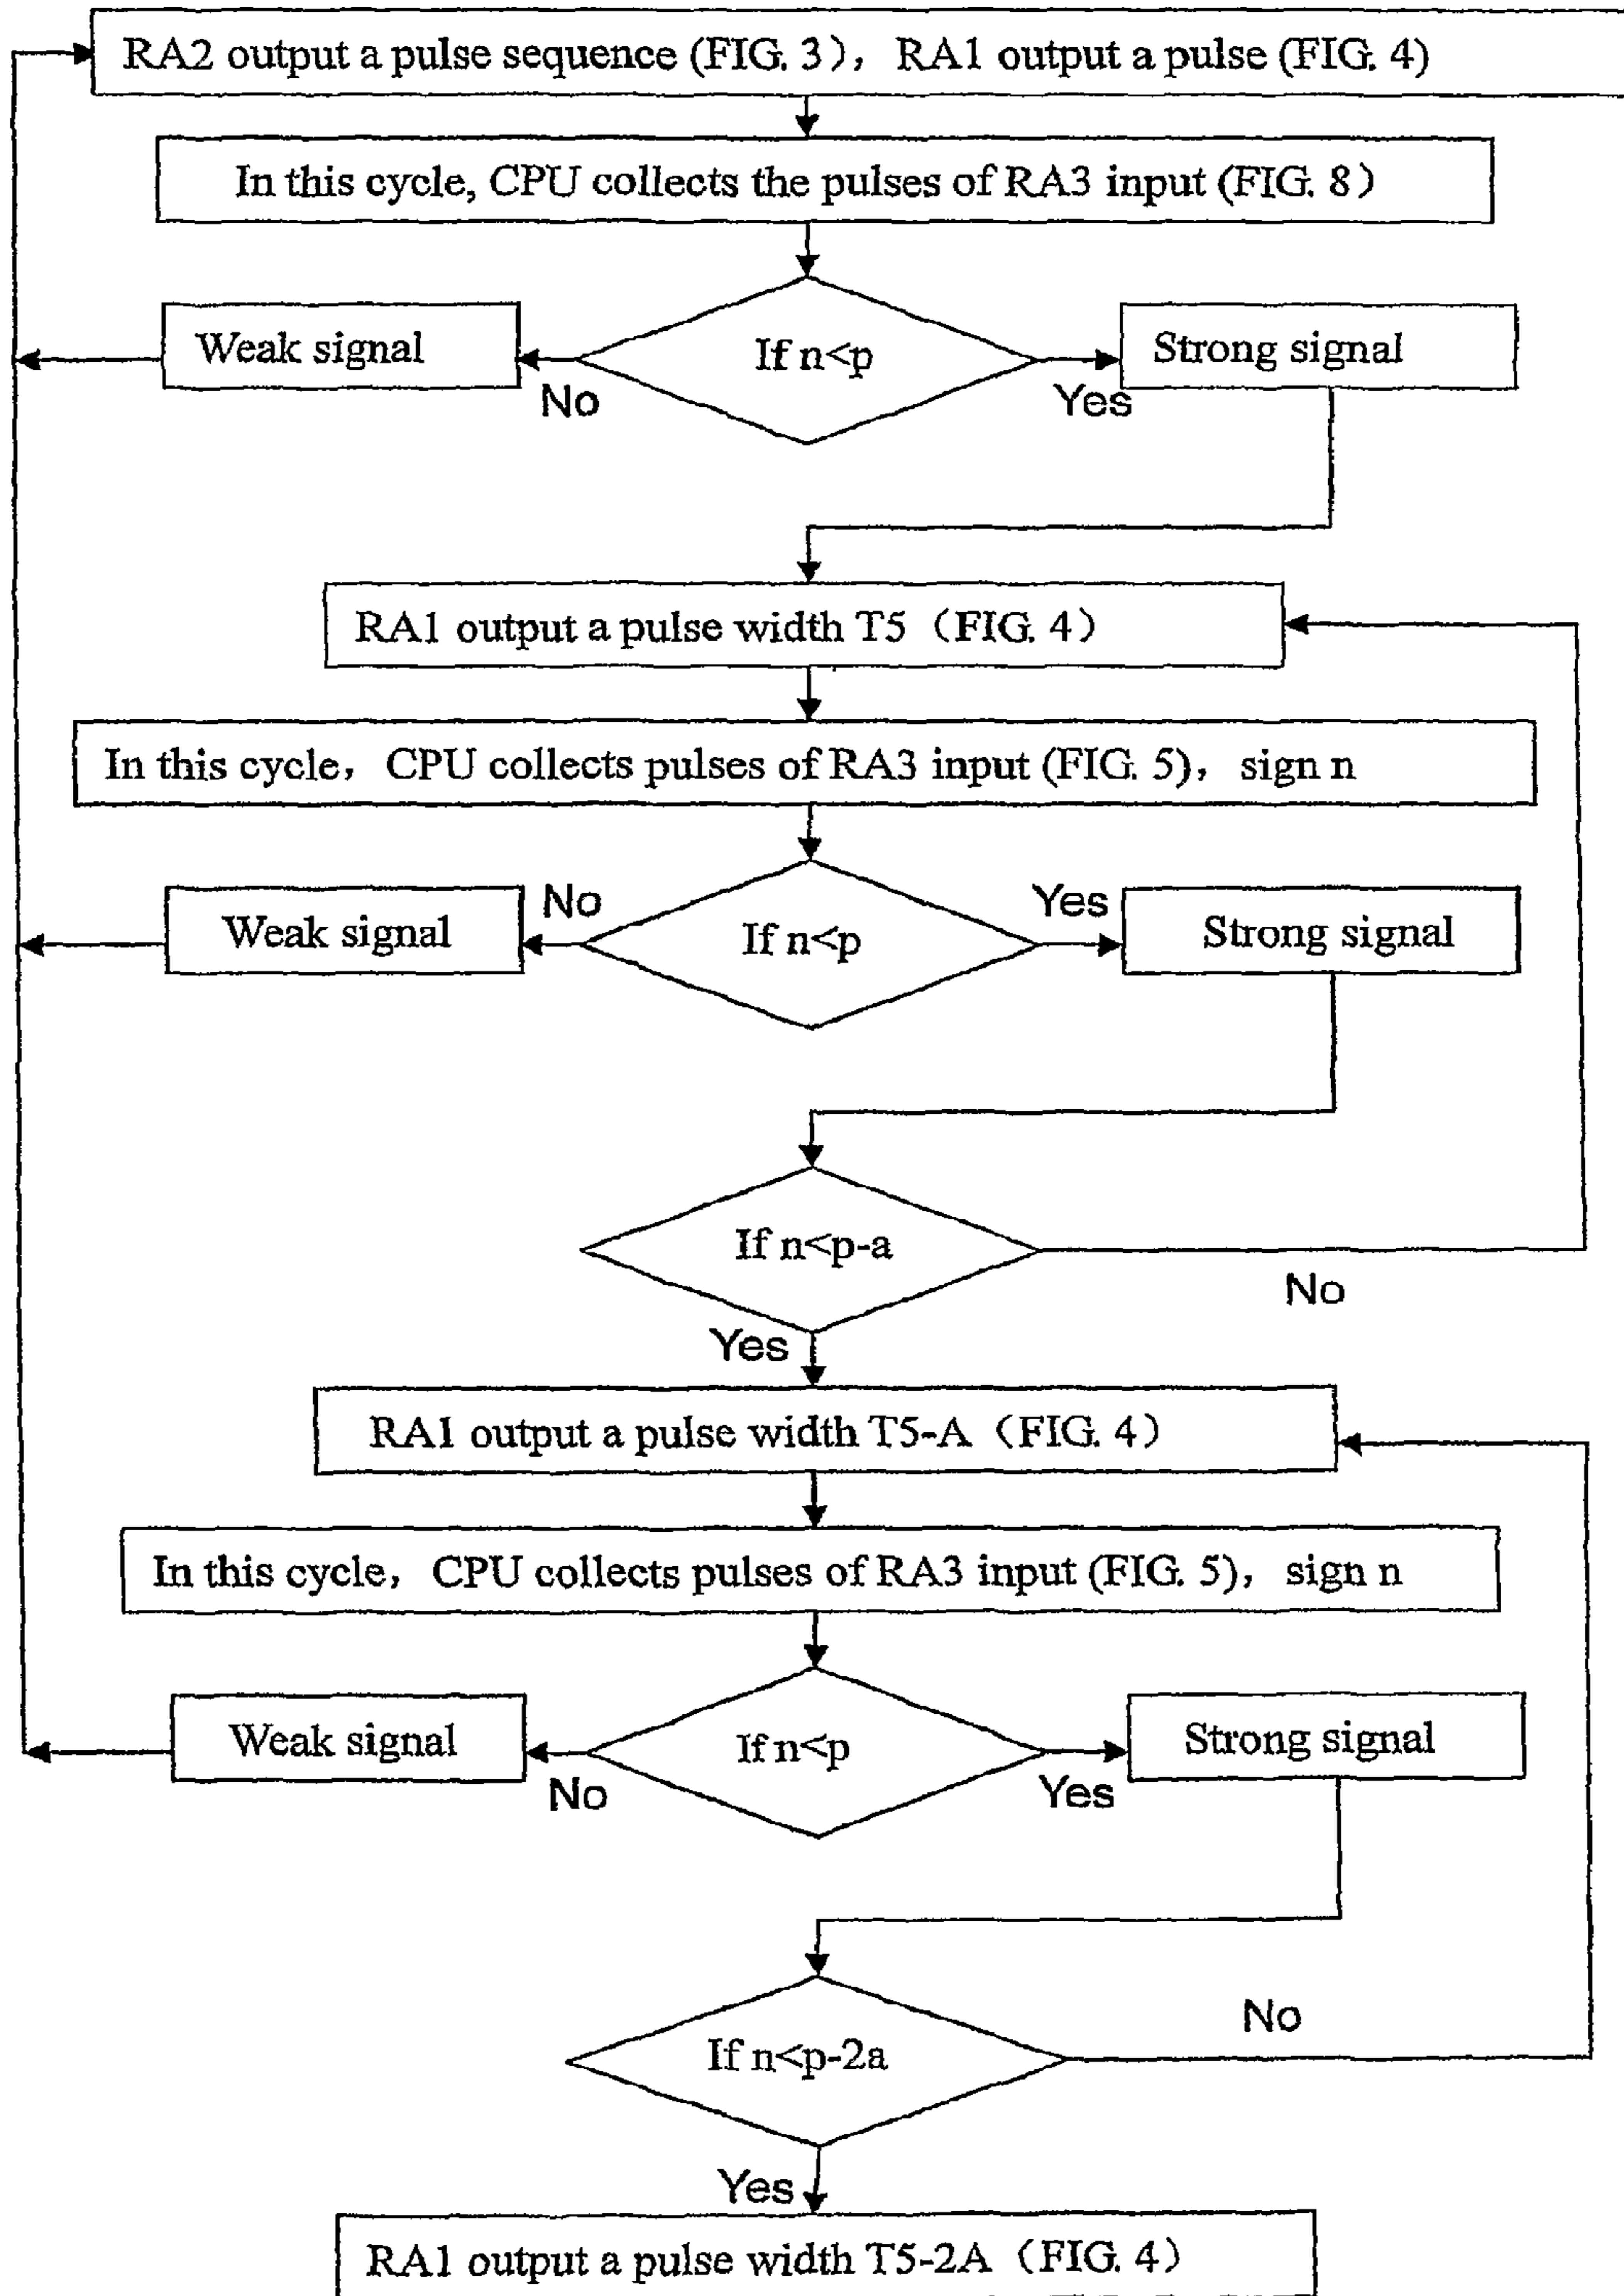 RA2 output a pulse sequence (FIG. 3), RA1 output a pulse (FIG. 4)
In this cycle, CPU collects the pulses of RA3 input (FIG. 8)
Weak signal
If n<p
Strong signal
No
Yes
RA1 output a pulse width T5 (FIG. 4)
In this cycle, CPU collects pulses of RA3 input (FIG. 5), sign n
No
Yes
Weak signal
If n<p
Strong signal
If n<p-a
No
Yes
RA1 output a pulse width T5-A (FIG. 4)
In this cycle, CPU collects pulses of RA3 input (FIG. 5), sign n
Weak signal
If n<p
Strong signal
No
Yes
No
If n<p-2a
Yes
RA1 output a pulse width T5-2A (FIG. 4)